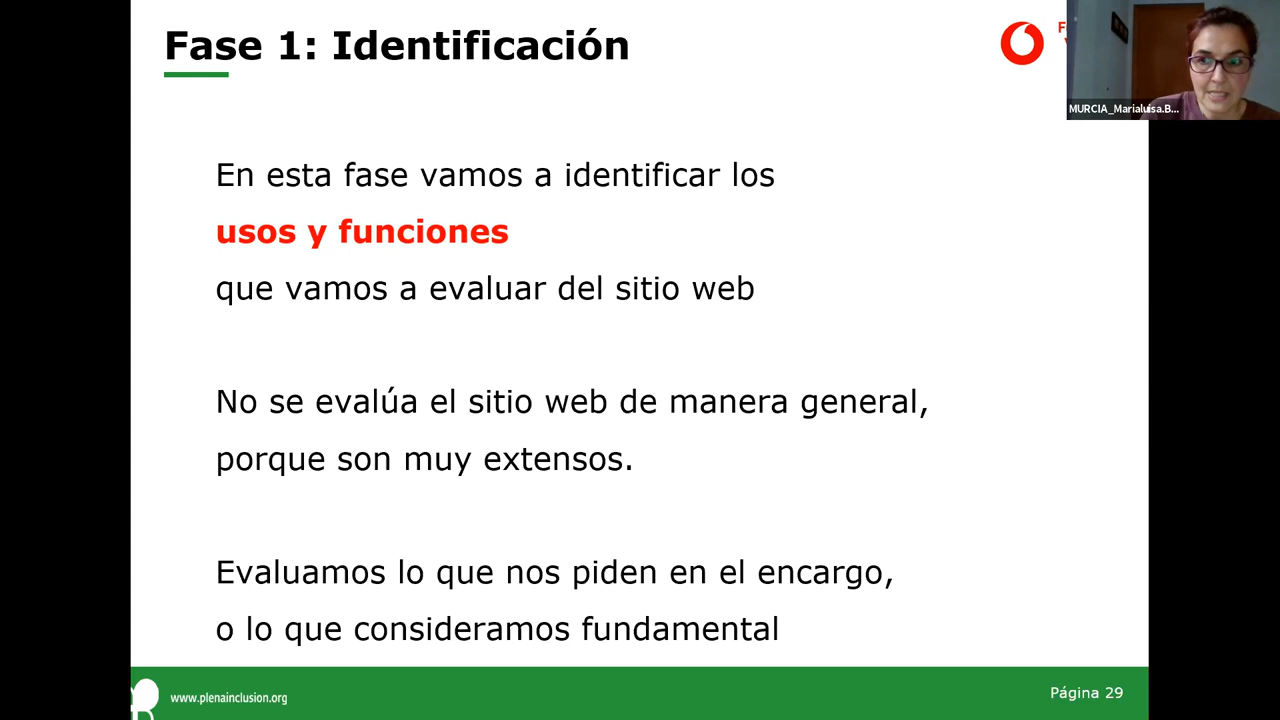 Fase 1: Identificación
MURCIA_Marialuisa.B...
En esta fase vamos a identificar los
usos y funciones
que vamos a evaluar del sitio web
No se evalúa el sitio web de manera general,
porque son muy extensos.
Evaluamos lo que nos piden en el encargo,
o lo que consideramos fundamental
www.plenainclusion.org
Página 29